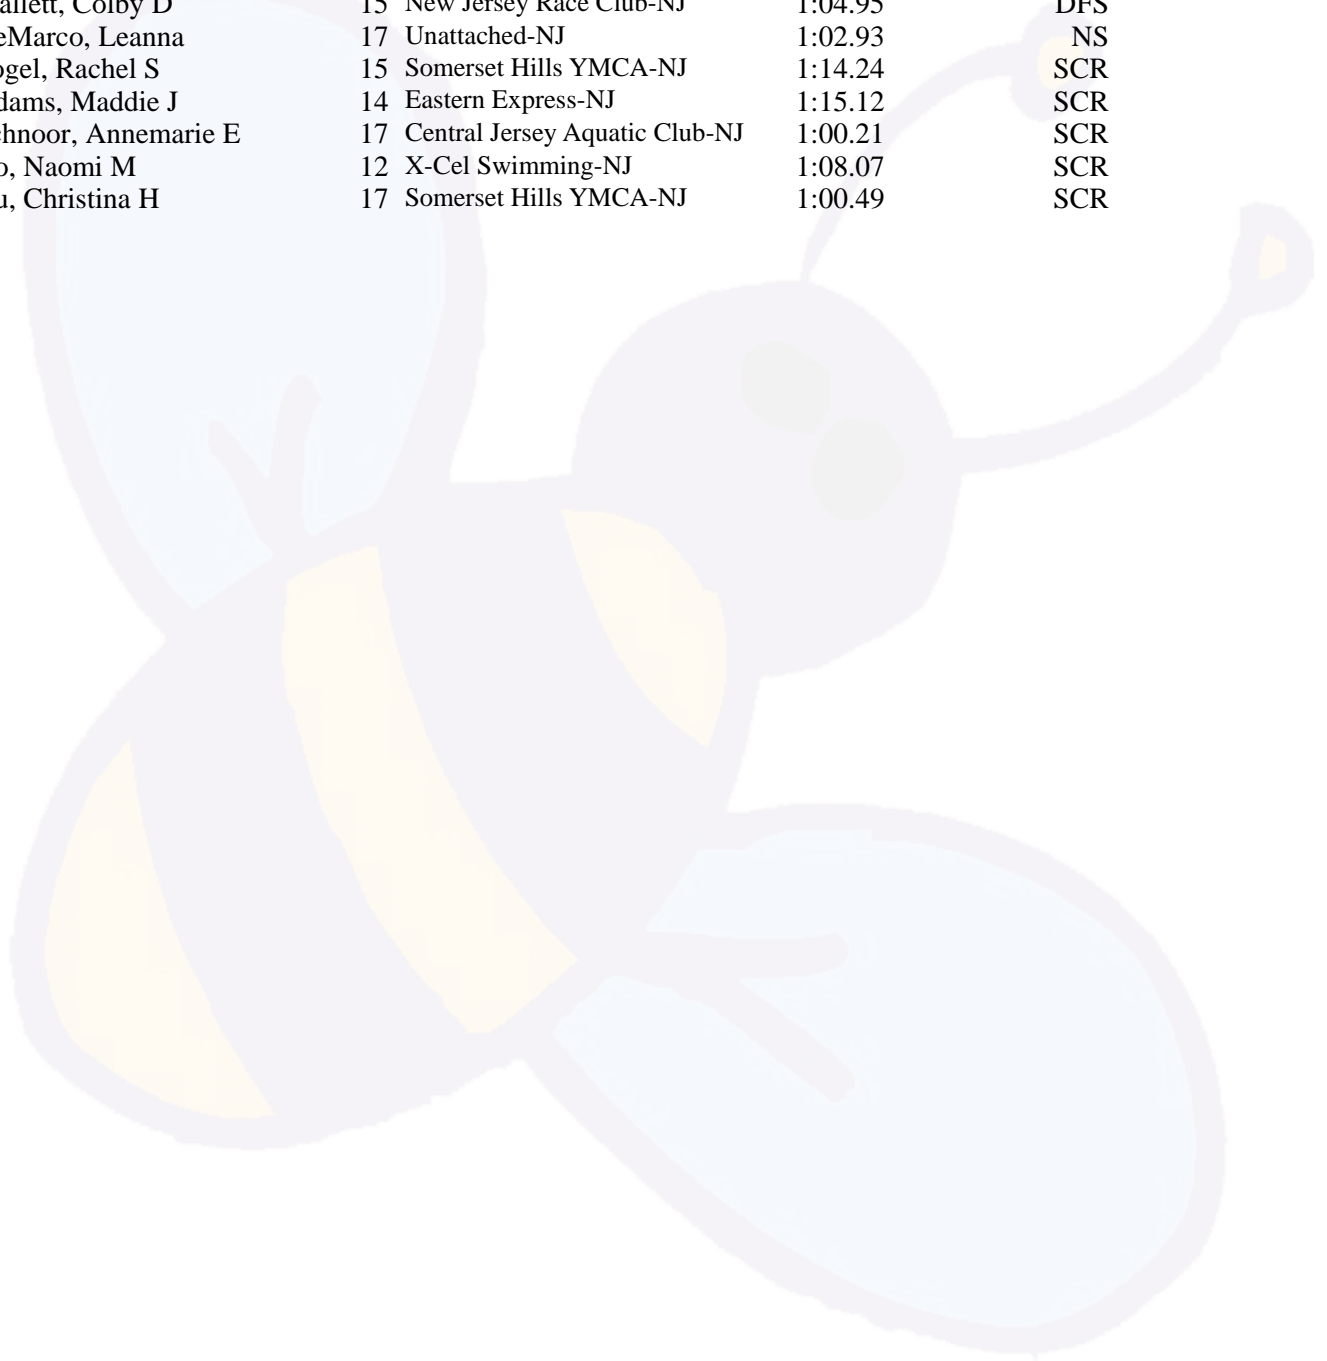 allett, Colby D 15 New Jersey Race Club-NJ 1:04.95 DFS
eMarco, Leanna 17 Unattached-NJ 1:02.93 NS
ogel, Rachel S 15 Somerset Hills YMCA-NJ 1:14.24 SCR
dams, Maddie J 14 Eastern Express-NJ 1:15.12 SCR
chnoor, Annemarie E 17 Central Jersey Aquatic Club-NJ 1:00.21 SCR
o, Naomi M 12 X-Cel Swimming-NJ 1:08.07 SCR
u, Christina H 17 Somerset Hills YMCA-NJ 1:00.49 SCR